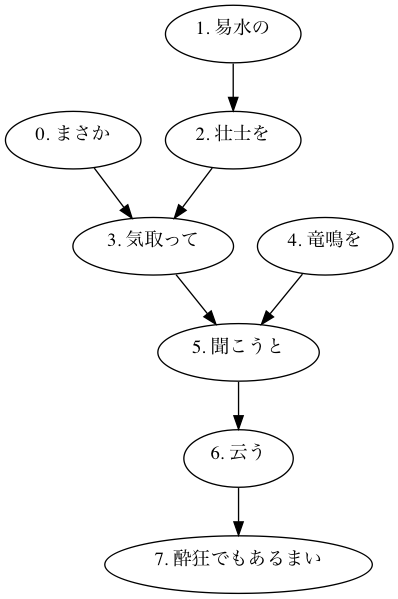 1. 易水の
0. まさか
2. 壮士を
3. 気取って
4. 竜鳴を
5. 聞こうと
6. 云う
7. 酔狂でもあるまい